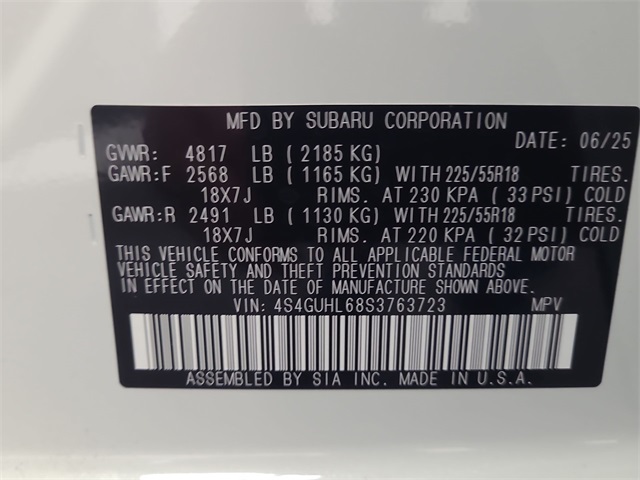 MFD BY SUBARU CORPORATION
DATE: 06/25
GVWR: 4817 LB ( 2185 KG)
GAWR:F 2568 LB ( 1165 KG) WITH 225/55R18 TIRES.
18X7J RIMS. AT 230 KPA ( 33 PSI) COLD
GAWR:R 2491 LB ( 1130 KG) WITH 225/55R18 TIRES.
18X7J RIMS. AT 220 KPA ( 32 PSI) COLD
THIS VEHICLE CONFORMS TO ALL APPLICABLE FEDERAL MOTOR
VEHICLE SAFETY AND THEFT PREVENTION STANDARDS
IN EFFECT ON THE DATE OF MANUFACTURE SHOWN ABOVE.
VIN: 4S4GUHL68S3763723 MPV
ASSEMBLED BY SIA INC. MADE IN U.S.A.